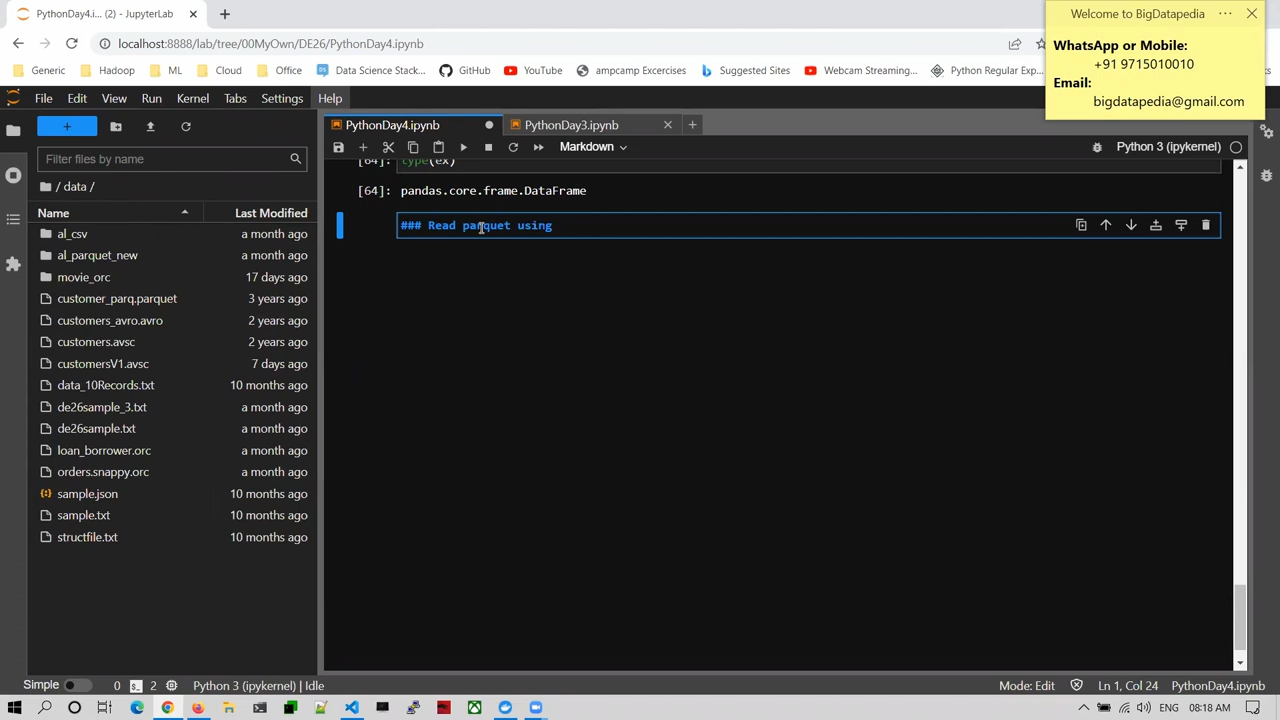 PythonDay4.i... (2) - JupyterLab
Welcome to BigDatapedia
localhost:8888/lab/tree/00MyOwn/DE26/PythonDay4.ipynb
WhatsApp or Mobile:
+91 9715010010
Email:
bigdatapedia@gmail.com
Generic Hadoop ML Cloud Office Data Science Stack... GitHub YouTube ampcamp Excercises Suggested Sites Webcam Streaming... Python Regular Exp...
File Edit View Run Kernel Tabs Settings Help
PythonDay4.ipynb PythonDay3.ipynb
Markdown Python 3 (ipykernel)
Filter files by name
/ data /
Name Last Modified
al_csv a month ago
al_parquet_new a month ago
movie_orc 17 days ago
customer_parq.parquet 3 years ago
customers_avro.avro 2 years ago
customers.avsc 2 years ago
customersV1.avsc 7 days ago
data_10Records.txt 10 months ago
de26sample_3.txt a month ago
de26sample.txt a month ago
loan_borrower.orc a month ago
orders.snappy.orc a month ago
sample.json 10 months ago
sample.txt 10 months ago
structfile.txt 10 months ago
[64]: type(ex)
[64]: pandas.core.frame.DataFrame
### Read parquet using
Simple 0 2 Python 3 (ipykernel) | Idle Mode: Edit Ln 1, Col 24 PythonDay4.ipynb
ENG 08:18 AM